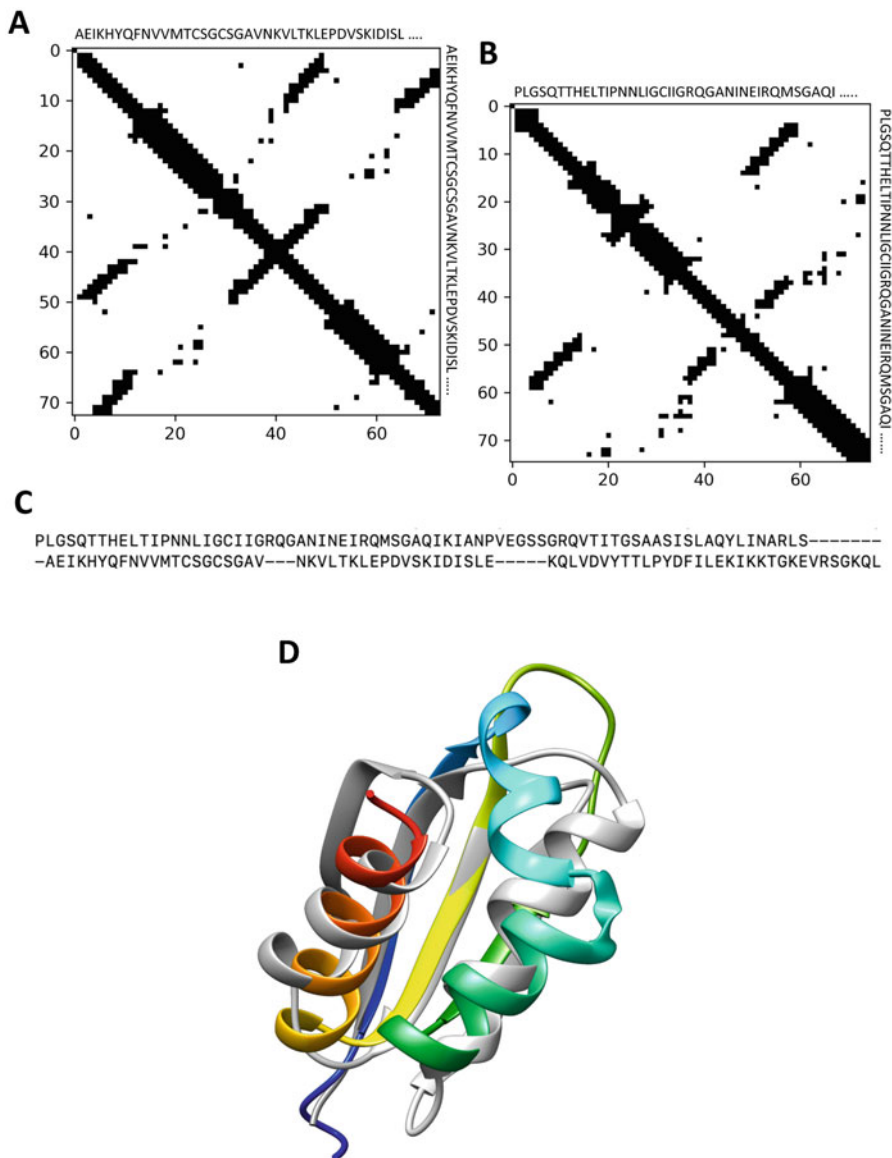 A
AEIKHYQFNVVMTCSGCSGAVNKVLTKLEPDVSKIDISL ....
AEIKHYQFNVVMTCSGCSGAVNKVLTKLEPDVSKIDISL .....
0
10
20
30
40
50
60
70
0
20
40
60
B
PLGSQTTHELTIPNNLIGCIIGRQGANINEIRQMSGAQI .....
PLGSQTTHELTIPNNLIGCIIGRQGANINEIRQMSGAQI ......
0
10
20
30
40
50
60
70
0
20
40
60
C
PLGSQTTHELTIPNNLIGCIIGRQGANINEIRQMSGAQIKIANPVEGSSGRQVTITGSAASISLAQYLINARLS-------
-AEIKHYQFNVVMTCSGCSGAV---NKVLTKLEPDVSKIDISLE-----KQLVDVYTTLPYDFILEKIKKTGKEVRSGKQL
D